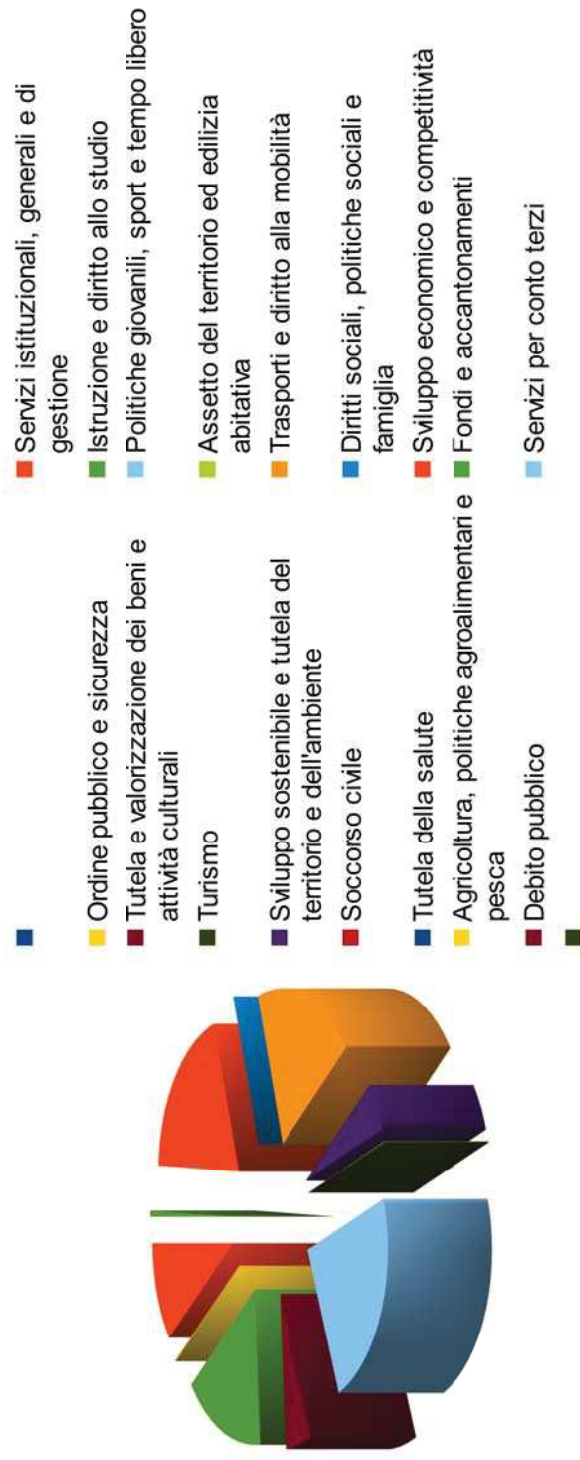 Servizi istituzionali, generali e di
gestione
Ordine pubblico e sicurezza
Istruzione e diritto allo studio
Tutela e valorizzazione dei beni e
attività culturali
Politiche giovanili, sport e tempo libero
Turismo
Assetto del territorio ed edilizia
abitativa
Sviluppo sostenibile e tutela del
territorio e dell'ambiente
Trasporti e diritto alla mobilità
Soccorso civile
Diritti sociali, politiche sociali e
famiglia
Tutela della salute
Sviluppo economico e competitività
Agricoltura, politiche agroalimentari e
pesca
Fondi e accantonamenti
Debito pubblico
Servizi per conto terzi